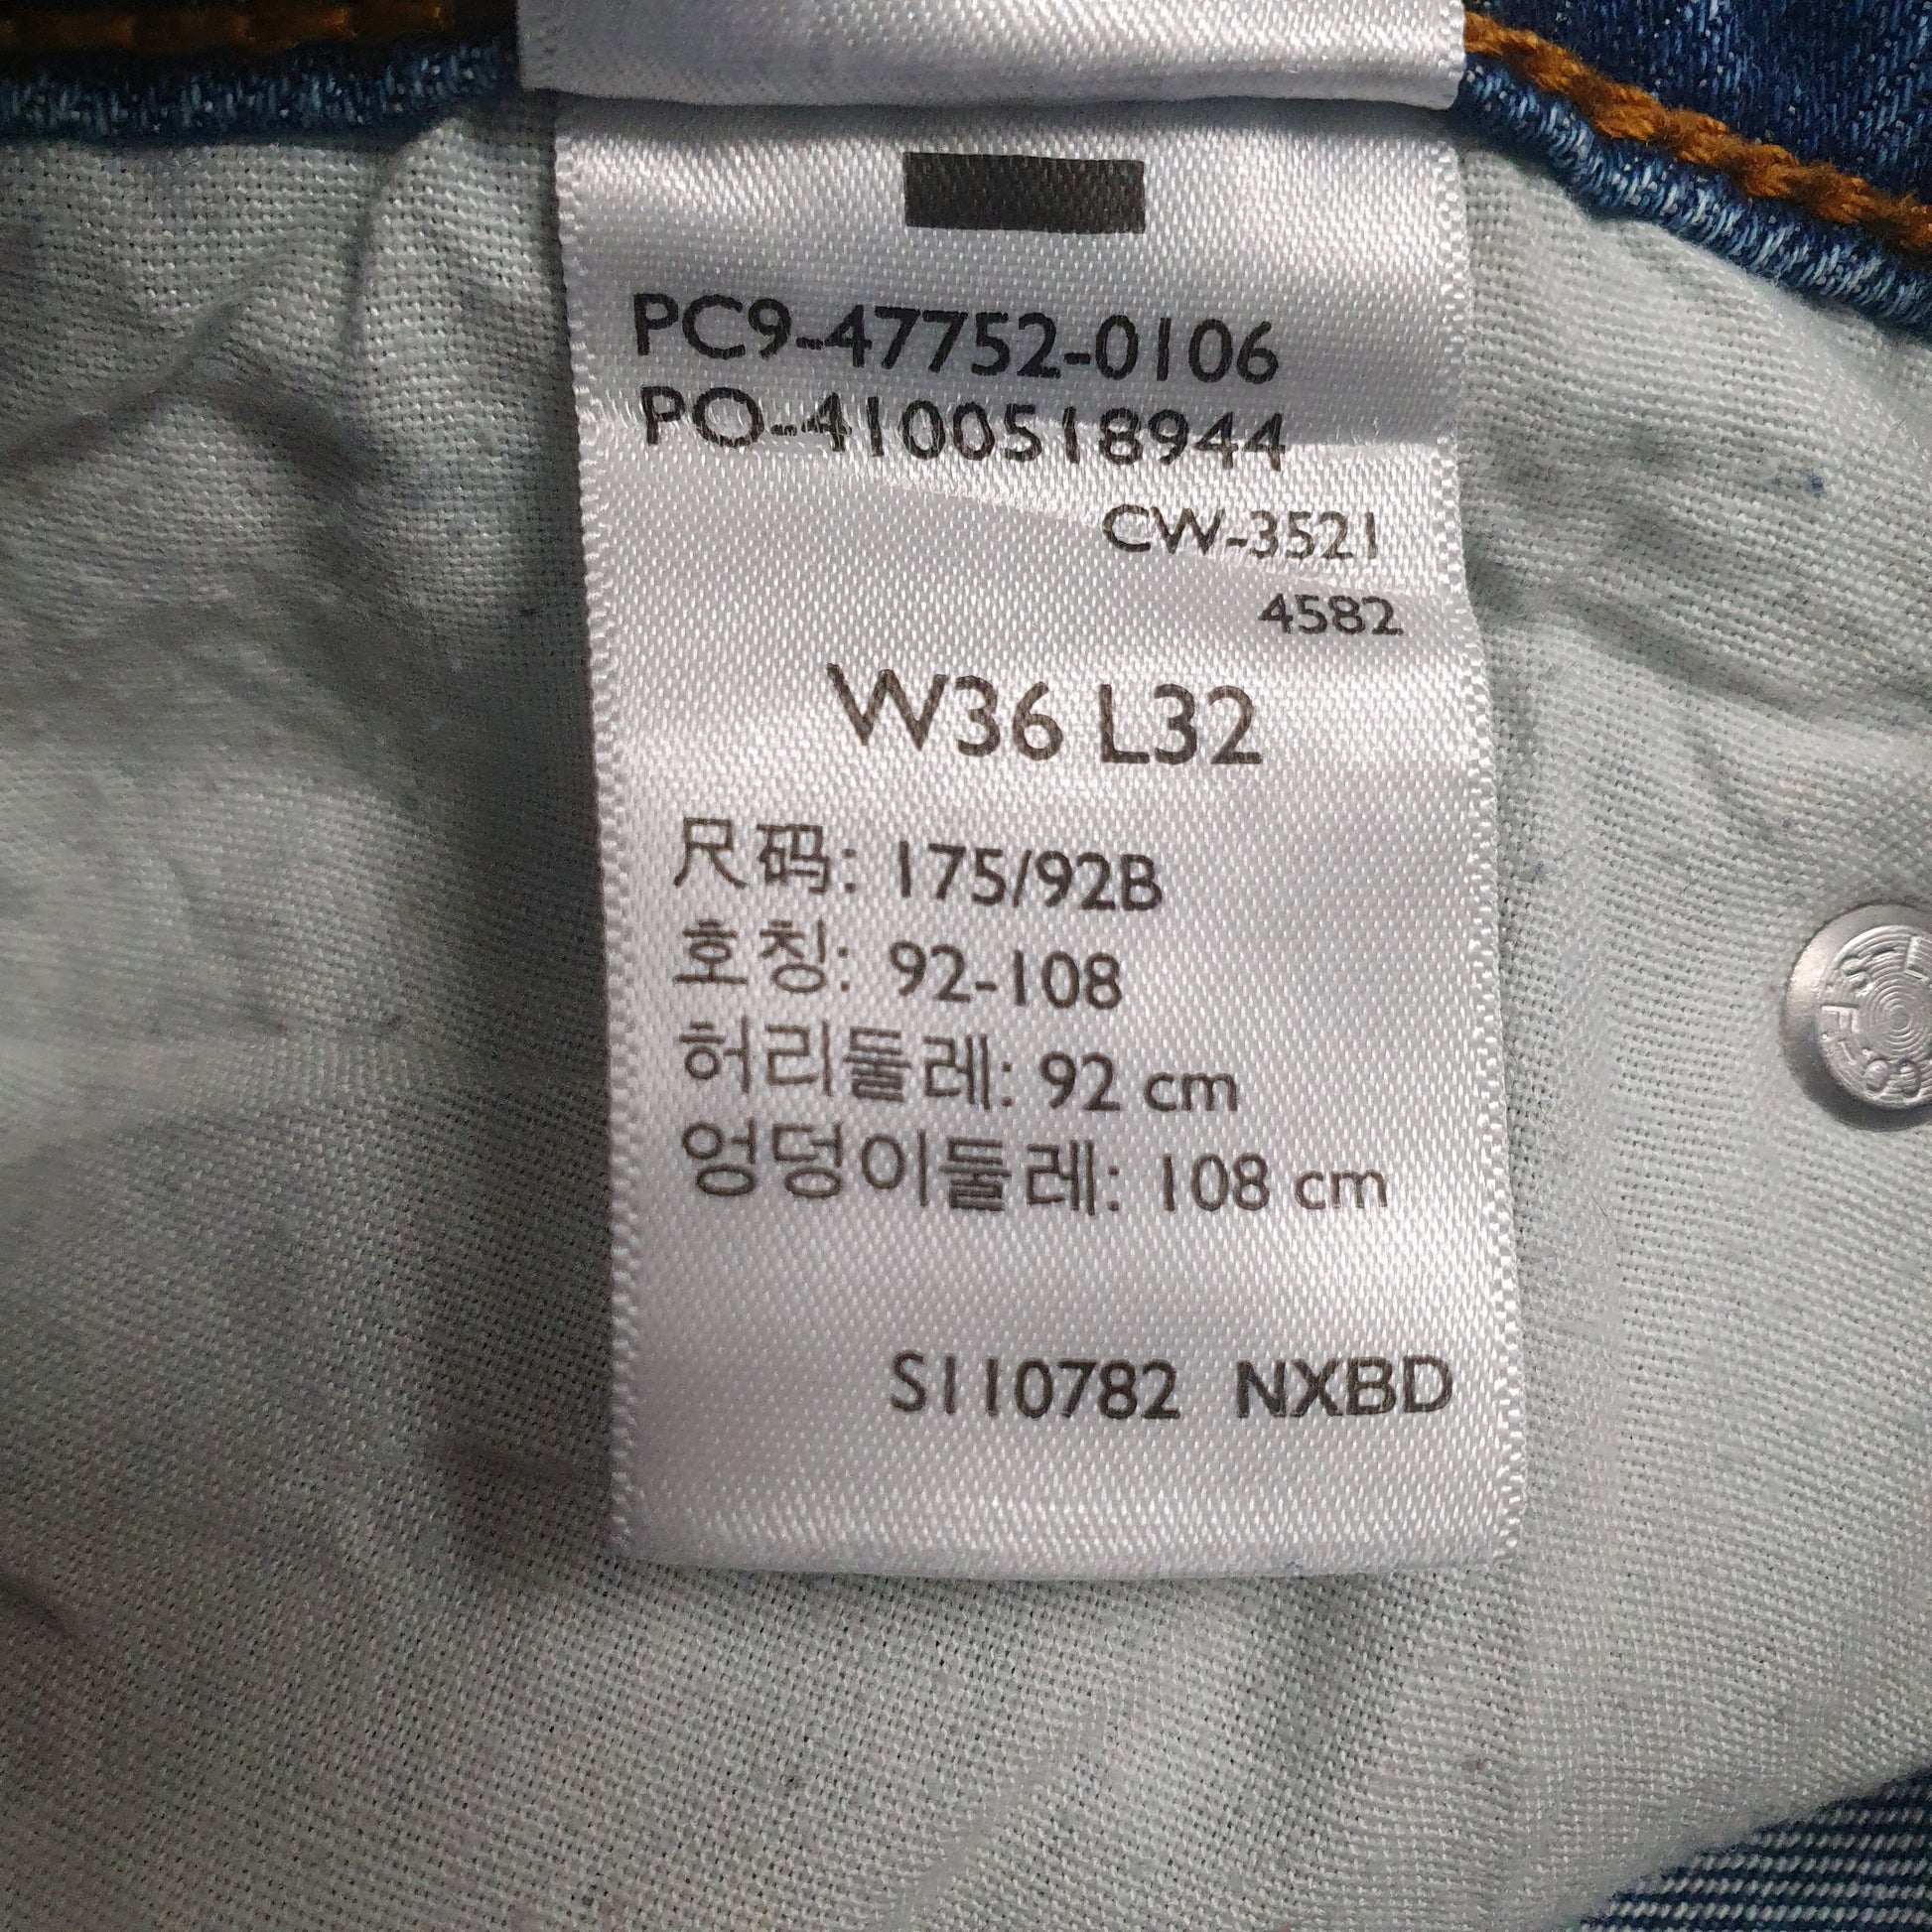 PC9-47752-0106
PO-4100518944
CW-3521
4582
W36 L32
尺码: 175/92B
호칭: 92-108
허리둘레: 92 cm
엉덩이둘레: 108 cm
S110782 NXBD